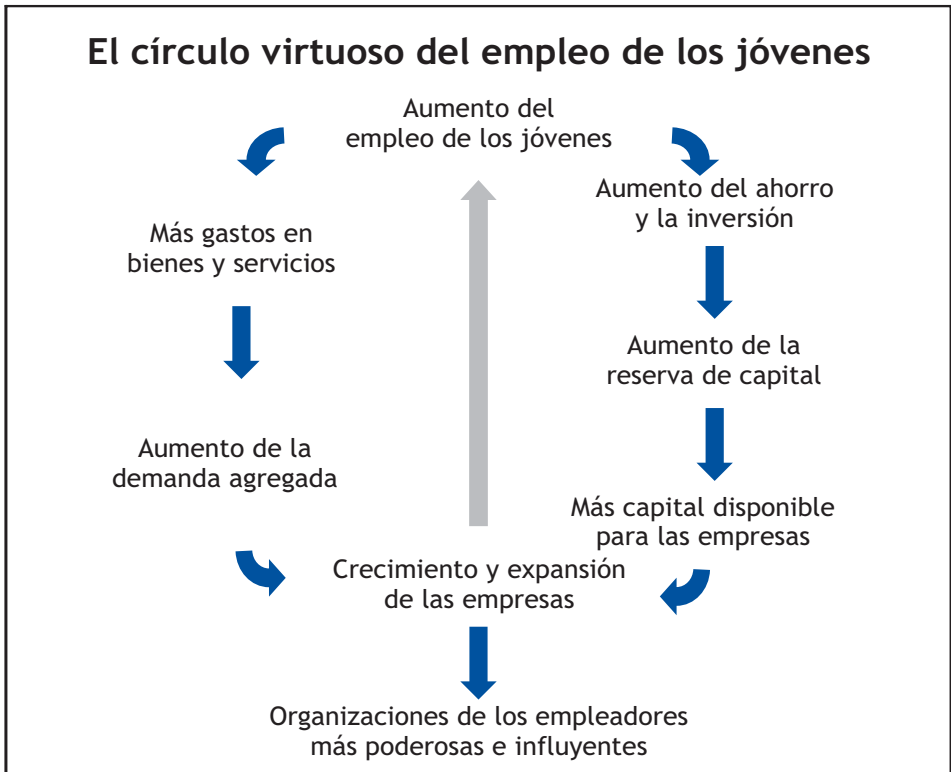 El círculo virtuoso del empleo de los jóvenes
Aumento del
empleo de los jóvenes
Más gastos en
bienes y servicios
Aumento de la
demanda agregada
Aumento del ahorro
y la inversión
Aumento de la
reserva de capital
Más capital disponible
para las empresas
Crecimiento y expansión
de las empresas
Organizaciones de los empleadores
más poderosas e influyentes